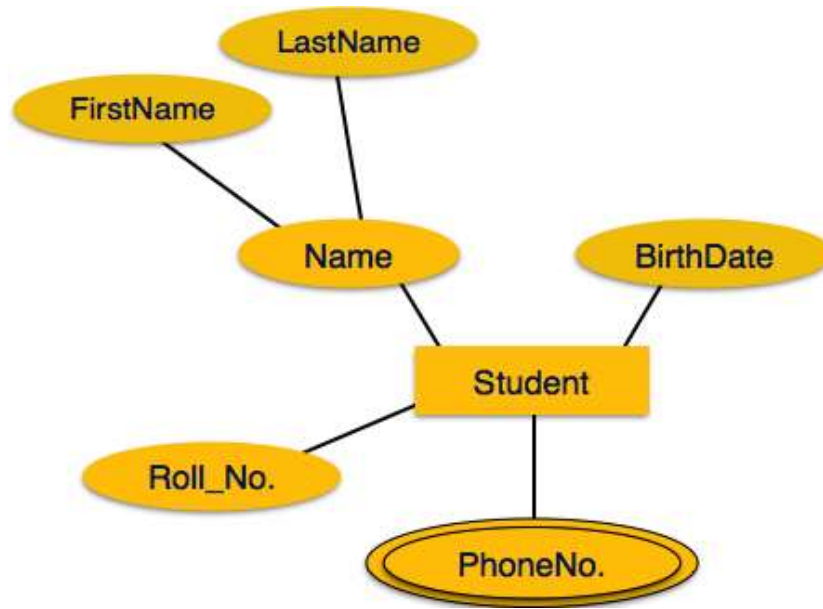 LastName
FirstName
Name
BirthDate
Student
Roll_No.
PhoneNo.